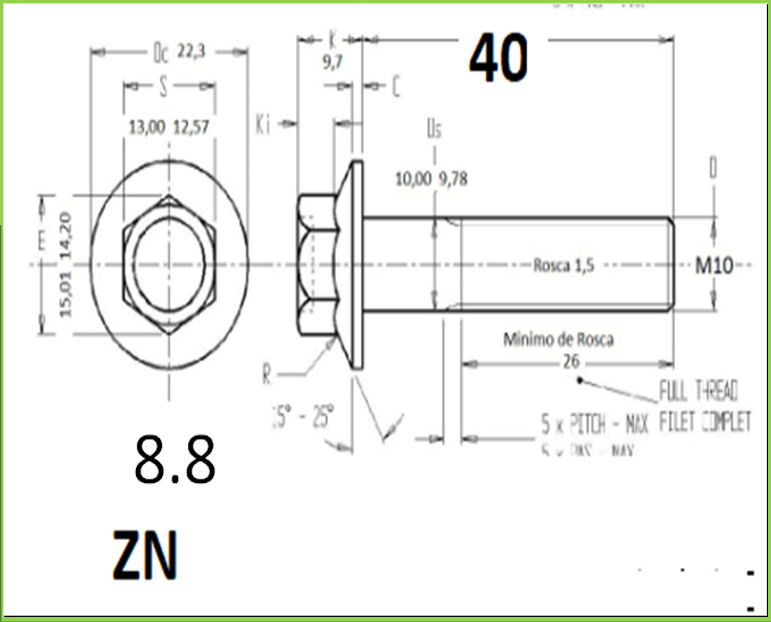 Dc 22,3
K
9,7
40
S
C
13,00 12,57
Ki
Us
10,00 9,78
D
E
15,01 14,20
Rosca 1,5
M10
Minimo de Rosca
26
R
15° - 25°
FULL THREAD
FILET COMPLET
5 x PITCH - MAX
8.8
ZN